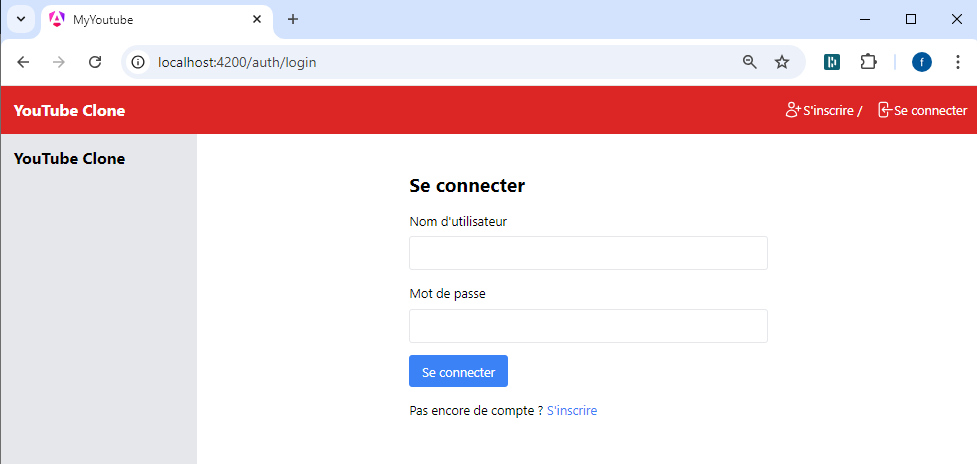 MyYoutube
localhost:4200/auth/login
f
YouTube Clone
S'inscrire /
Se connecter
YouTube Clone
Se connecter
Nom d'utilisateur
Mot de passe
Se connecter
Pas encore de compte ? S'inscrire